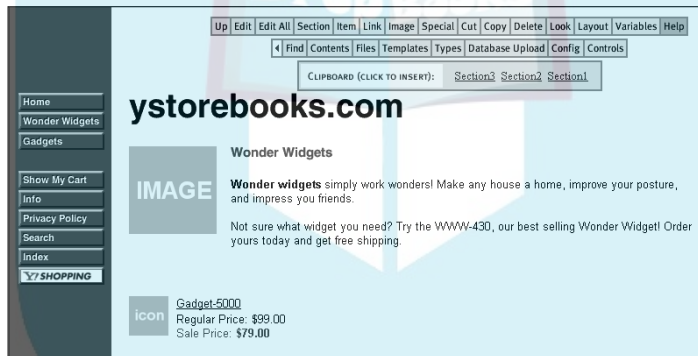 Up Edit Edit All Section Item Link Image Special Cut Copy Delete Look Layout Variables Help
Find Contents Files Templates Types Database Upload Config Controls
CLIPBOARD (CLICK TO INSERT): Section3 Section2 Section1
ystorebooks.com
Home
Wonder Widgets
Gadgets
Show My Cart
Info
Privacy Policy
Search
Index
Y! SHOPPING
Wonder Widgets
IMAGE
Wonder widgets simply work wonders! Make any house a home, improve your posture,
and impress you friends.
Not sure what widget you need? Try the WWW-430, our best selling Wonder Widget! Order
yours today and get free shipping.
icon
Gadget-5000
Regular Price: $99.00
Sale Price: $79.00